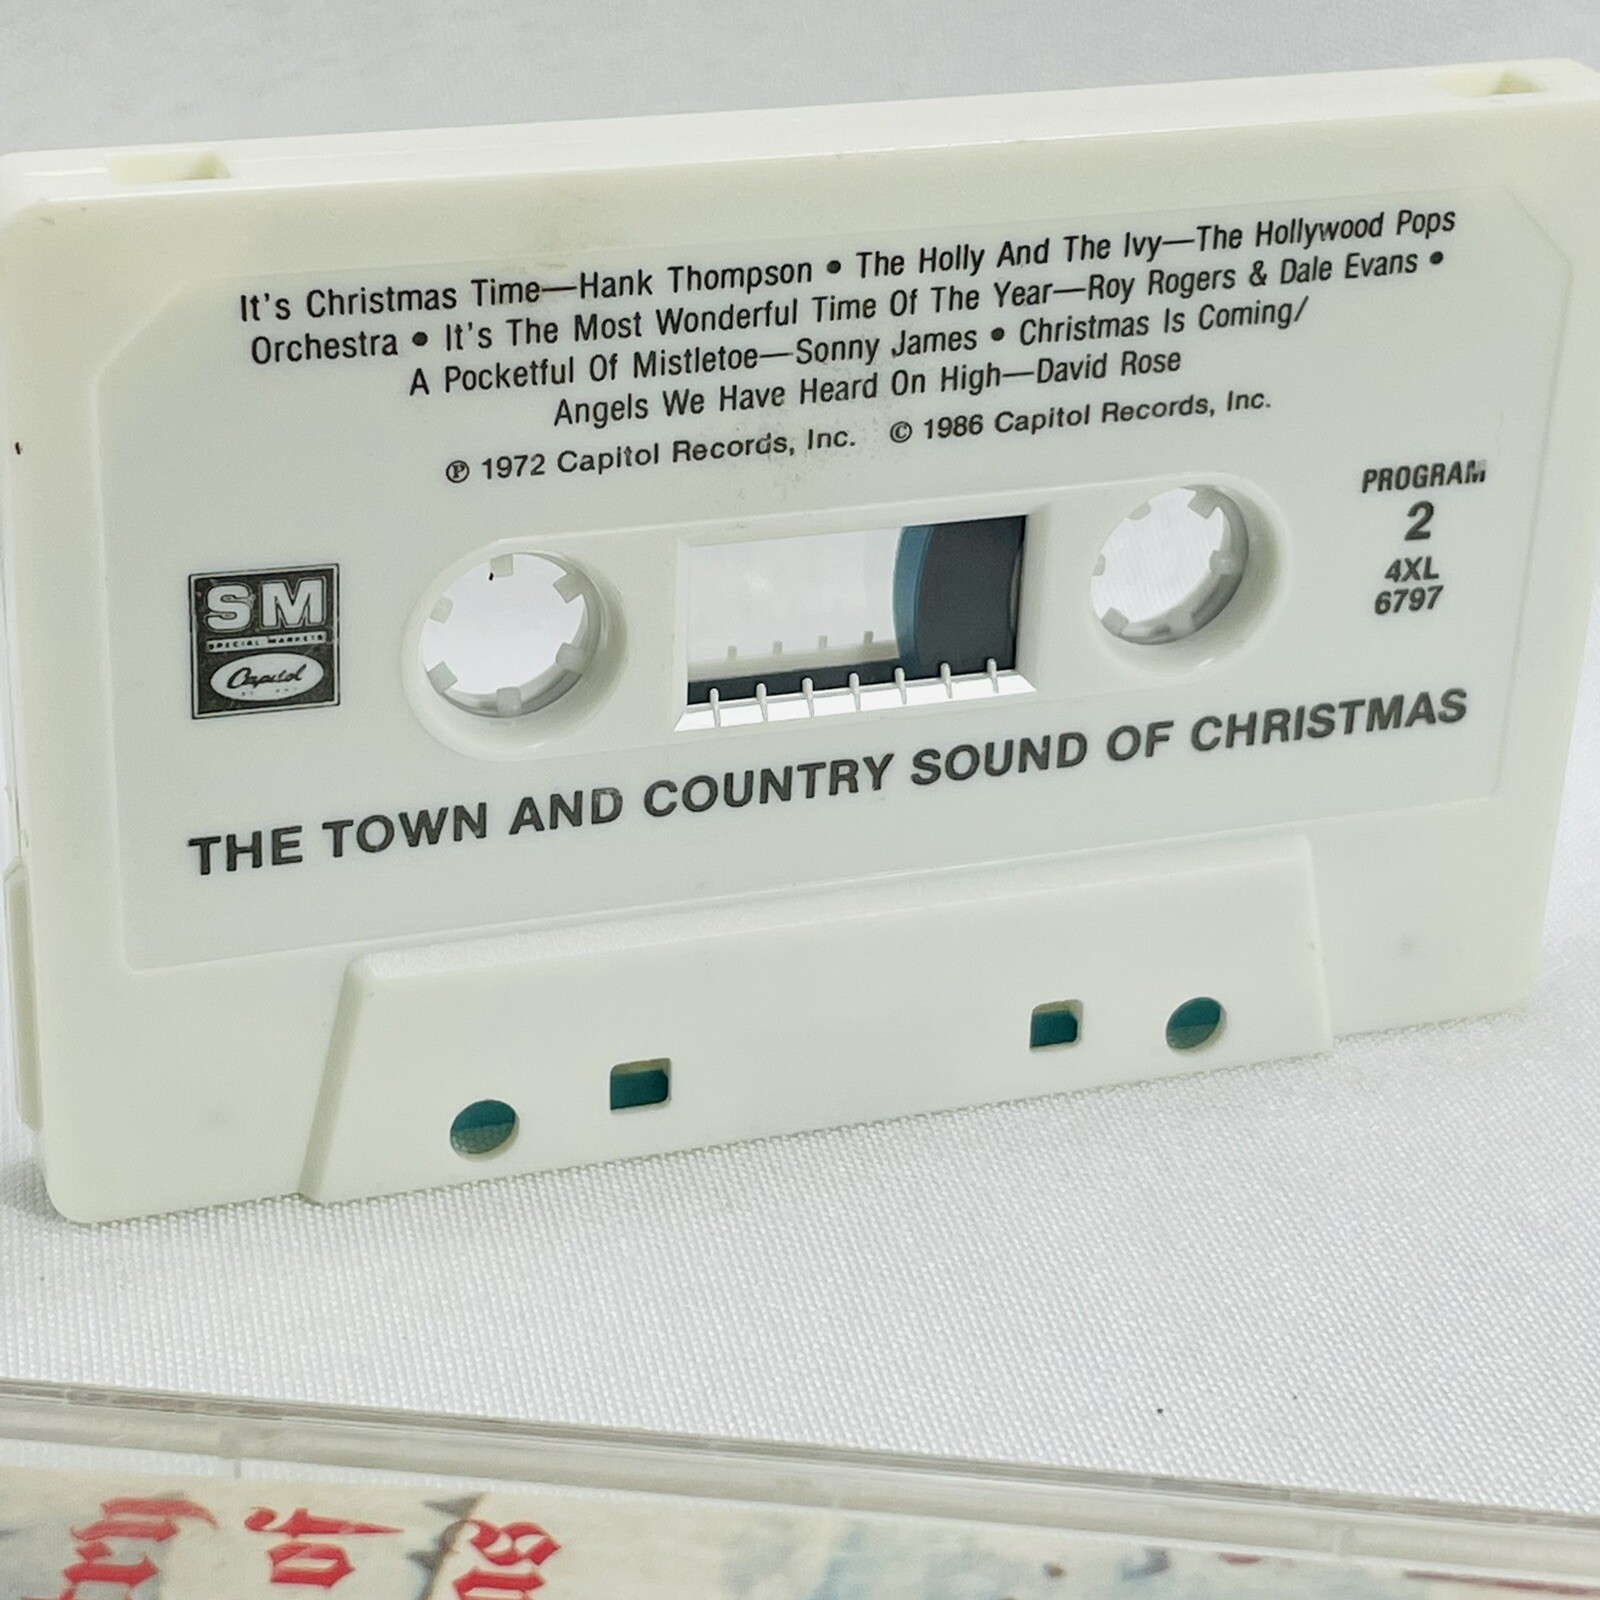 It's Christmas Time—Hank Thompson • The Holly And The Ivy—The Hollywood Pops
Orchestra • It's The Most Wonderful Time Of The Year—Roy Rogers & Dale Evans •
A Pocketful Of Mistletoe—Sonny James • Christmas Is Coming/
Angels We Have Heard On High—David Rose
℗ 1972 Capitol Records, Inc. © 1986 Capitol Records, Inc.
PROGRAM
2
4XL
6797
SM
SPECIAL MARKETS
Capitol
THE TOWN AND COUNTRY SOUND OF CHRISTMAS
of